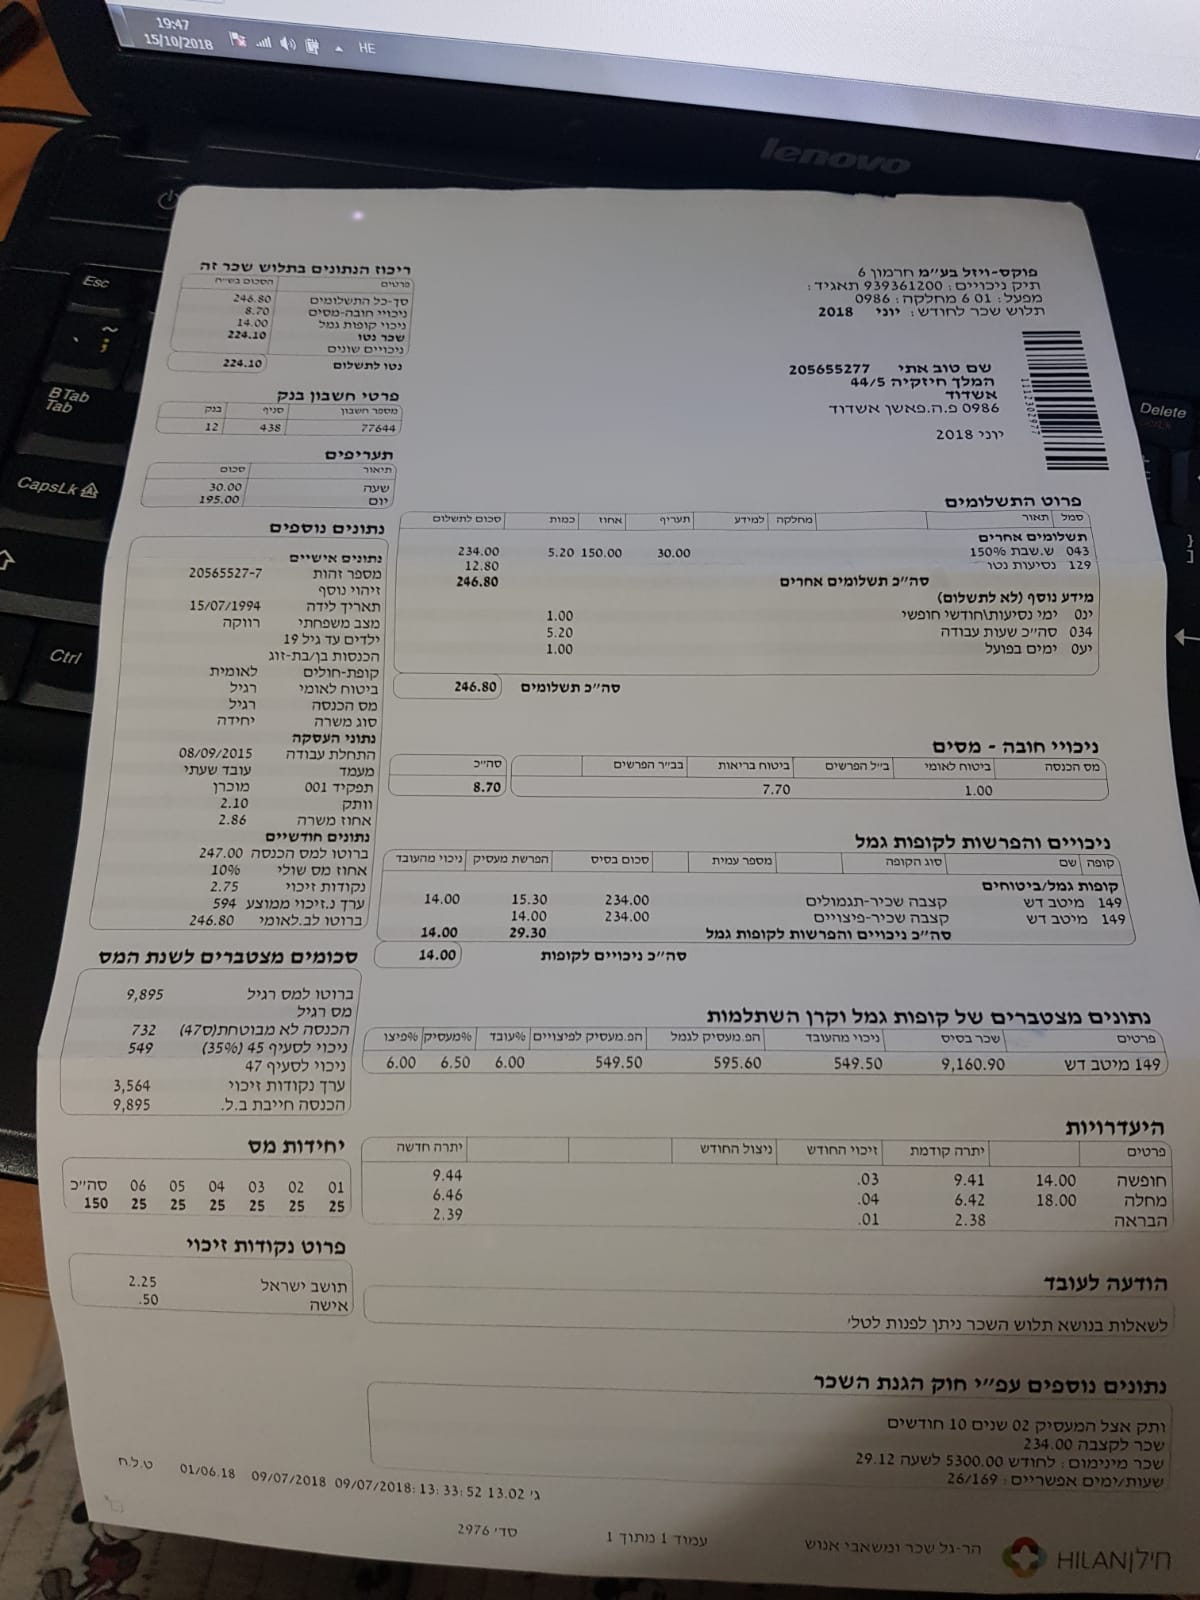 19:47
15/10/2018
HE
lenovo
Esc
~
;
B Tab
Tab
CapsLk
Ctrl
Delete
פוקס-ויזל בע"מ חרמון 6
תיק ניכויים : 939361200 תאגיד :
מפעל : 01 6 מחלקה : 0986
תלוש שכר לחודש : יוני 2018
שם טוב אתי 205655277
המלך חיזקיה 44/5
אשדוד
0986 פ.ה.פאשן אשדוד
יוני 2018
ריכוז הנתונים בתלוש שכר זה
פרטים הסכום בש"ח
סך-כל התשלומים 246.80
ניכויי חובה-מסים 8.70
ניכוי קופות גמל 14.00
שכר נטו 224.10
ניכויים שונים
נטו לתשלום 224.10
פרטי חשבון בנק
מספר חשבון סניף בנק
77644 438 12
תעריפים
תיאור סכום
שעה 30.00
יום 195.00
פרוט התשלומים
סמל תאור מחלקה למידע תעריף אחוז כמות סכום לתשלום
תשלומים אחרים
043 ש.שבת 150% 30.00 150.00 5.20 234.00
129 נסיעות נטו 12.80
סה"כ תשלומים אחרים 246.80
מידע נוסף (לא לתשלום)
ינ0 ימי נסיעות\חודשי חופשי 1.00
034 סה"כ שעות עבודה 5.20
יע0 ימים בפועל 1.00
סה"כ תשלומים 246.80
נתונים נוספים
נתונים אישיים
מספר זהות 20565527-7
זיהוי נוסף
תאריך לידה 15/07/1994
מצב משפחתי רווקה
ילדים עד גיל 19
הכנסות בן/בת-זוג
קופת-חולים לאומית
ביטוח לאומי רגיל
מס הכנסה רגיל
סוג משרה יחידה
נתוני העסקה
התחלת עבודה 08/09/2015
מעמד עובד שעתי
תפקיד 001 מוכרן
וותק 2.10
אחוז משרה 2.86
נתונים חודשיים
ברוטו למס הכנסה 247.00
אחוז מס שולי 10%
נקודות זיכוי 2.75
ערך נ.זיכוי ממוצע 594
ברוטו לב.לאומי 246.80
ניכויי חובה - מסים
מס הכנסה ביטוח לאומי ב"ל הפרשים ביטוח בריאות בב"ר הפרשים סה"כ
1.00 7.70 8.70
ניכויים והפרשות לקופות גמל
קופה שם סוג הקופה מספר עמית סכום בסיס הפרשת מעסיק ניכוי מהעובד
קופות גמל/ביטוחים
149 מיטב דש קצבה שכיר-תגמולים 234.00 15.30 14.00
149 מיטב דש קצבה שכיר-פיצויים 234.00 14.00
סה"כ ניכויים והפרשות לקופות גמל 29.30 14.00
סה"כ ניכויים לקופות 14.00
סכומים מצטברים לשנת המס
ברוטו למס רגיל 9,895
מס רגיל
הכנסה לא מבוטחת(ס47) 732
ניכוי לסעיף 45 (35%) 549
ניכוי לסעיף 47
ערך נקודות זיכוי 3,564
הכנסה חייבת ב.ל. 9,895
נתונים מצטברים של קופות גמל וקרן השתלמות
פרטים שכר בסיס ניכוי מהעובד הפ.מעסיק לגמל הפ.מעסיק לפיצויים %עובד %מעסיק %פיצו
149 מיטב דש 9,160.90 549.50 595.60 549.50 6.00 6.50 6.00
היעדרויות
פרטים יתרה קודמת זיכוי החודש ניצול החודש יתרה חדשה
חופשה 14.00 9.41 .03 9.44
מחלה 18.00 6.42 .04 6.46
הבראה 2.38 .01 2.39
יחידות מס
01 02 03 04 05 06 סה"כ
25 25 25 25 25 25 150
פרוט נקודות זיכוי
תושב ישראל 2.25
אישה .50
הודעה לעובד
לשאלות בנושא תלוש השכר ניתן לפנות לטל'
נתונים נוספים עפ"י חוק הגנת השכר
ותק אצל המעסיק 02 שנים 10 חודשים
שכר לקצבה 234.00
שכר מינימום : לחודש 5300.00 לשעה 29.12
שעות/ימים אפשריים : 26/169
ג' 13.02 13:33:52 :09/07/2018 09/07/2018 01/06.18 ט.ל.ח
חילן HILAN הר-גל שכר ומשאבי אנוש עמוד 1 מתוך 1 סד' 2976